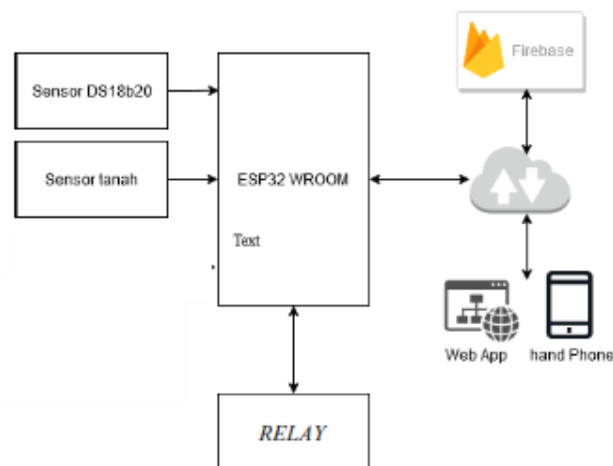 Firebase
Sensor DS18b20
Sensor tanah
ESP32 WROOM
Text
Web App
hand Phone
RELAY